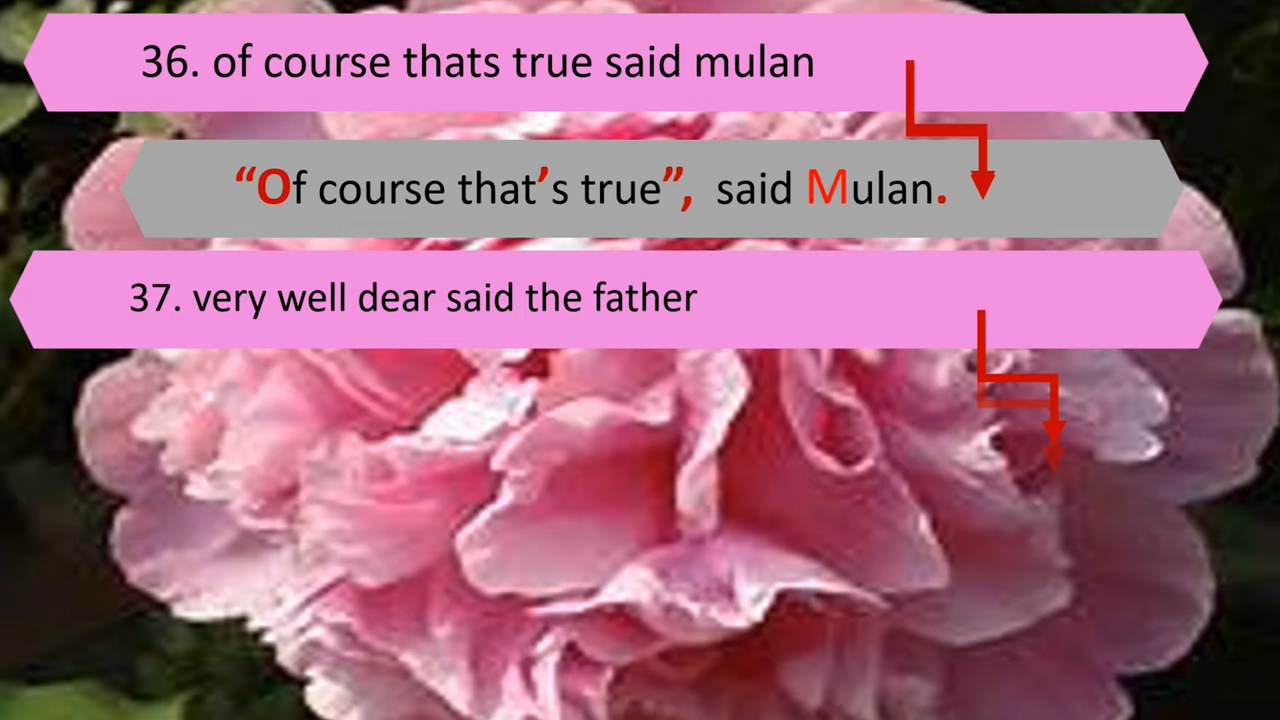 36. of course thats true said mulan
“Of course that’s true”, said Mulan.
37. very well dear said the father